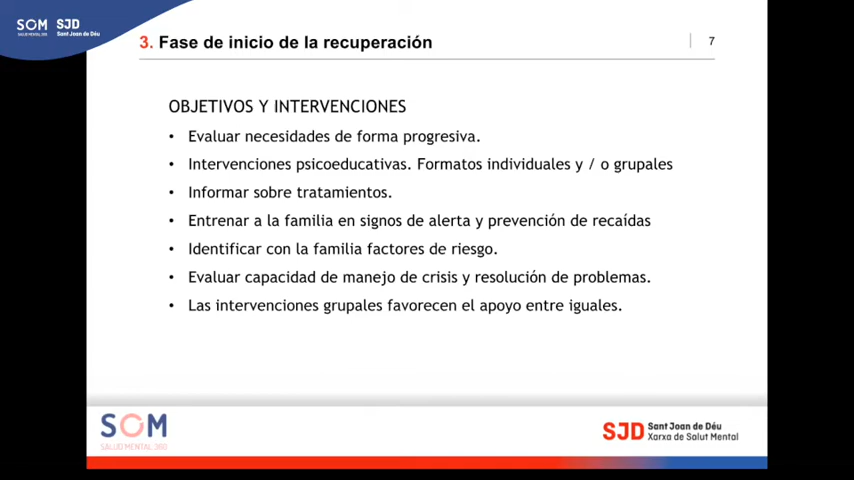 SOM
SALUD MENTAL 360
SJD
Sant Joan de Déu
3. Fase de inicio de la recuperación
7
OBJETIVOS Y INTERVENCIONES
• Evaluar necesidades de forma progresiva.
• Intervenciones psicoeducativas. Formatos individuales y / o grupales
• Informar sobre tratamientos.
• Entrenar a la familia en signos de alerta y prevención de recaídas
• Identificar con la familia factores de riesgo.
• Evaluar capacidad de manejo de crisis y resolución de problemas.
• Las intervenciones grupales favorecen el apoyo entre iguales.
SOM
SALUD MENTAL 360
SJD
Sant Joan de Déu
Xarxa de Salut Mental